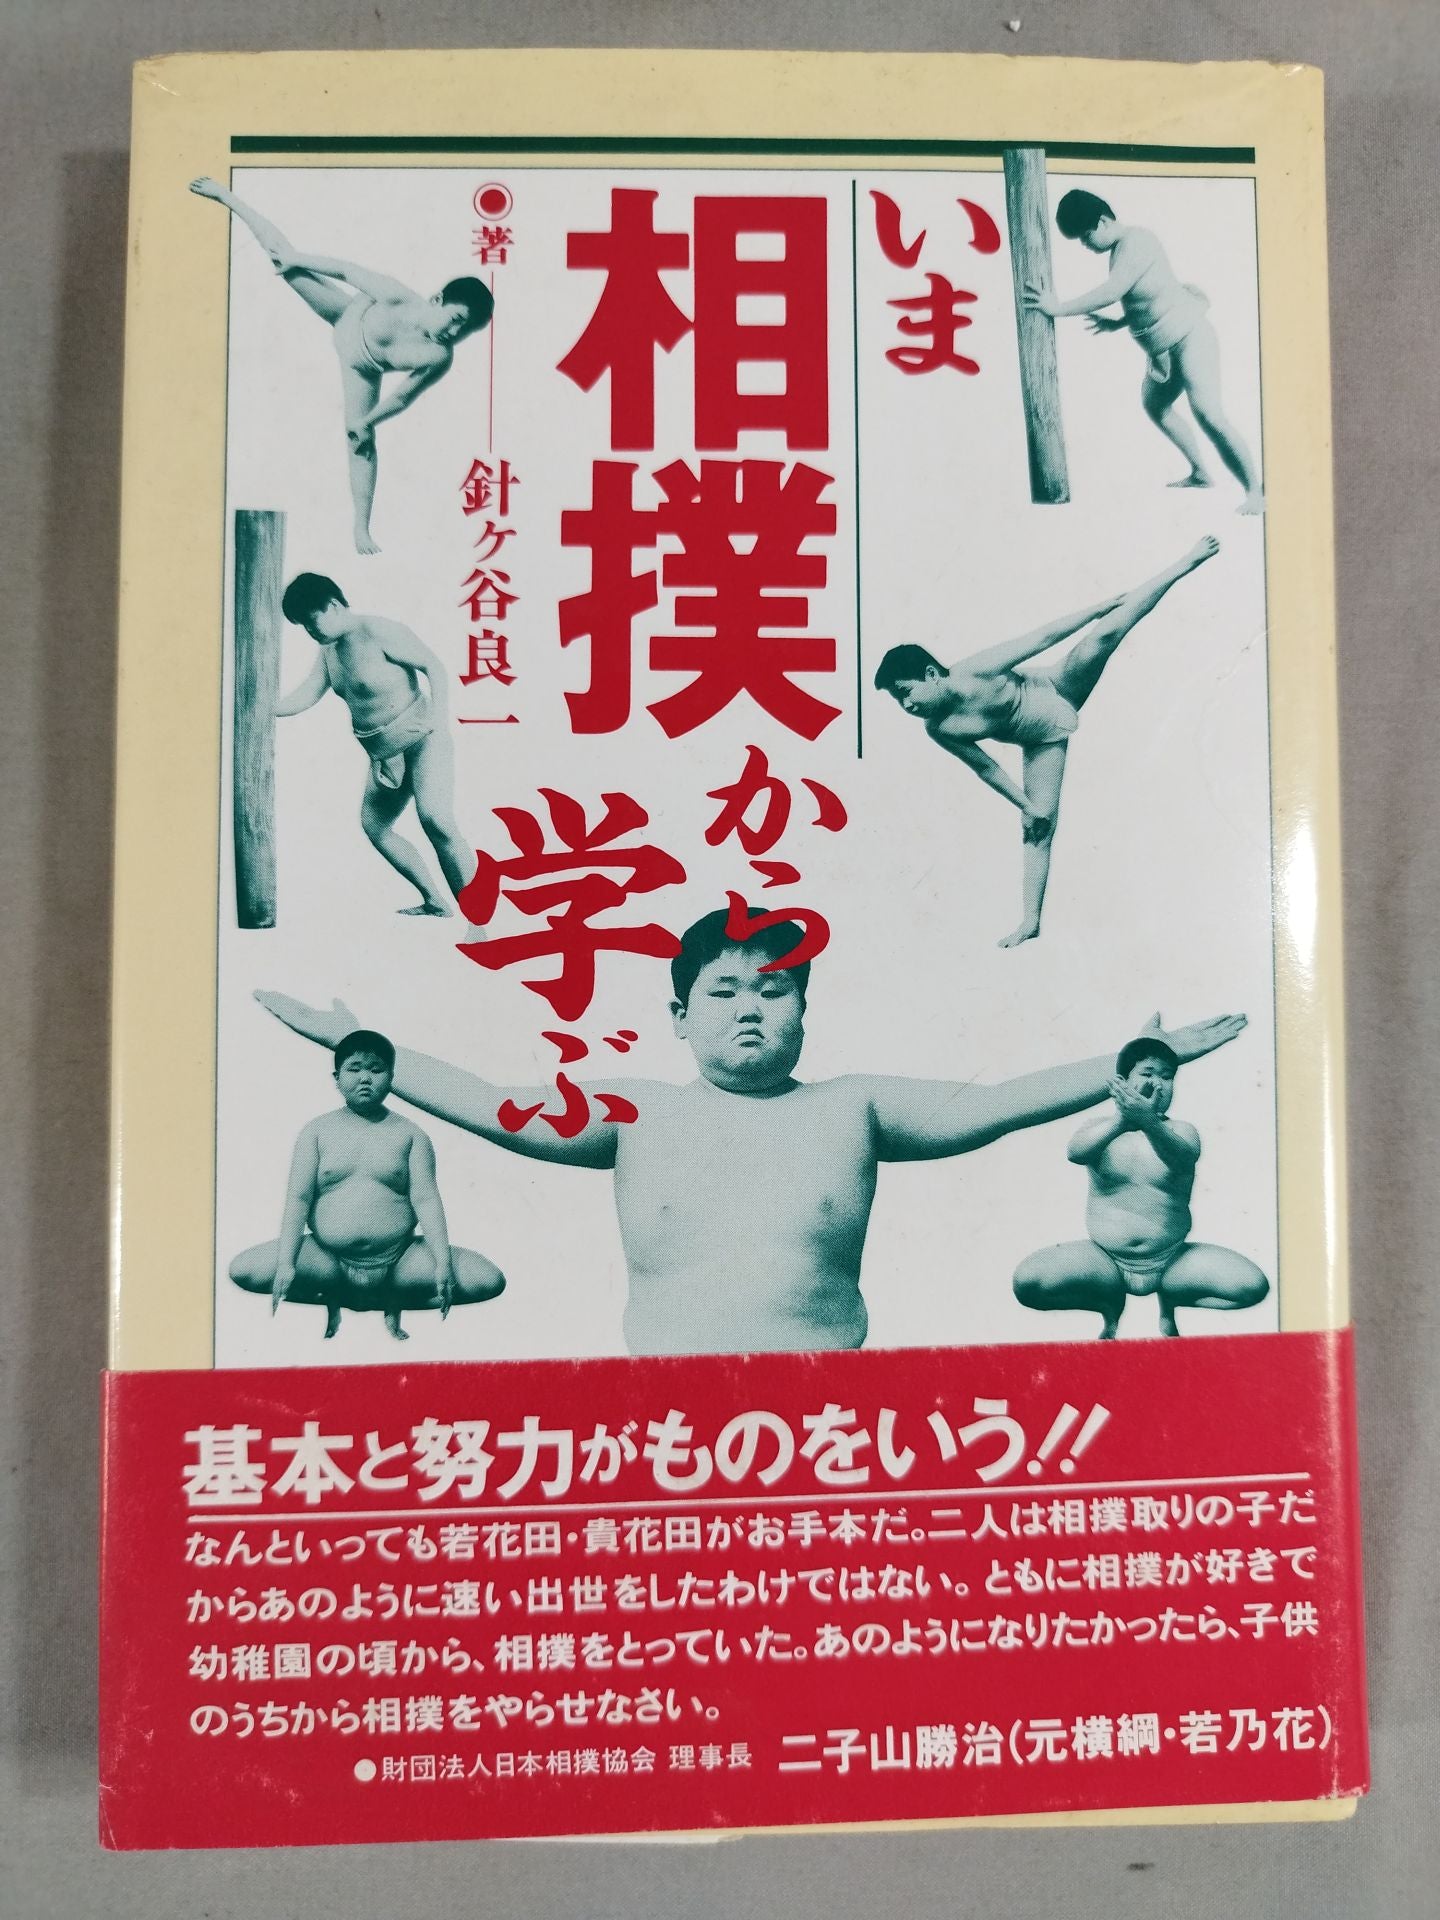 いま
相撲から
学ぶ
●著―針ヶ谷良一
基本と努力がものをいう!!
なんといっても若花田・貴花田がお手本だ。二人は相撲取りの子だ
からあのように速い出世をしたわけではない。ともに相撲が好きで
幼稚園の頃から、相撲をとっていた。あのようになりたかったら、子供
のうちから相撲をやらせなさい。
●財団法人日本相撲協会 理事長 二子山勝治(元横綱・若乃花)